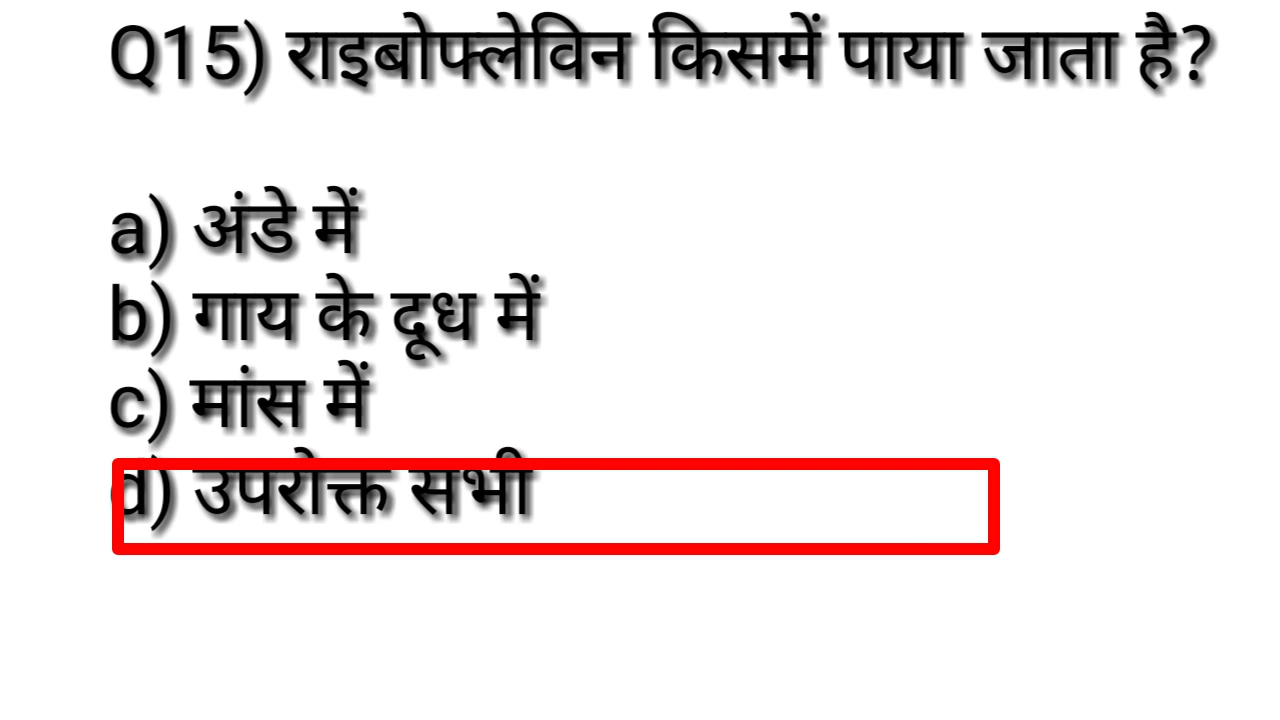 Q15) राइबोफ्लेविन किसमें पाया जाता है?
a) अंडे में
b) गाय के दूध में
c) मांस में
d) उपरोक्त सभी